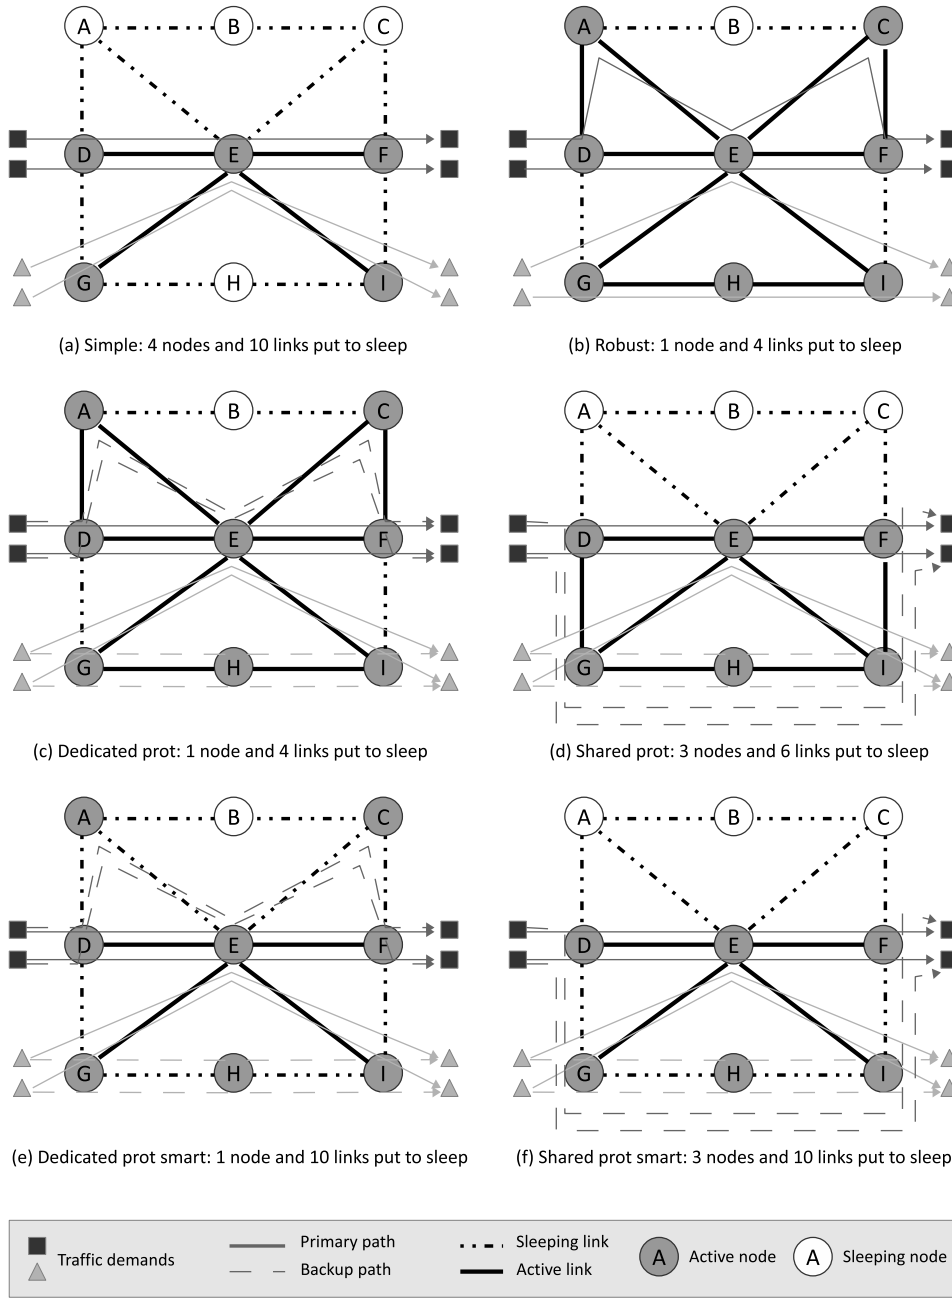 A B C
D E F
G H I
(a) Simple: 4 nodes and 10 links put to sleep
A B C
D E F
G H I
(b) Robust: 1 node and 4 links put to sleep
A B C
D E F
G H I
(c) Dedicated prot: 1 node and 4 links put to sleep
A B C
D E F
G H I
(d) Shared prot: 3 nodes and 6 links put to sleep
A B C
D E F
G H I
(e) Dedicated prot smart: 1 node and 10 links put to sleep
A B C
D E F
G H I
(f) Shared prot smart: 3 nodes and 10 links put to sleep
Traffic demands
Primary path
Backup path
Sleeping link
Active link
A Active node
A Sleeping node